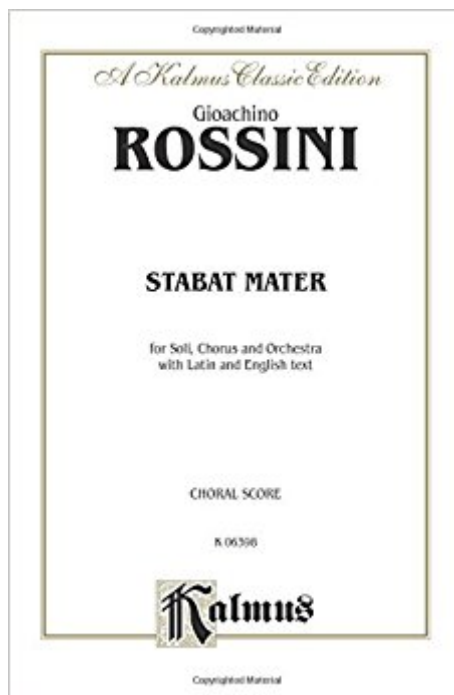 Copyrighted Material
A Kalmus Classic Edition
Gioachino
ROSSINI
STABAT MATER
for Soli, Chorus and Orchestra
with Latin and English text
CHORAL SCORE
K 06398
Kalmus
Copyrighted Material